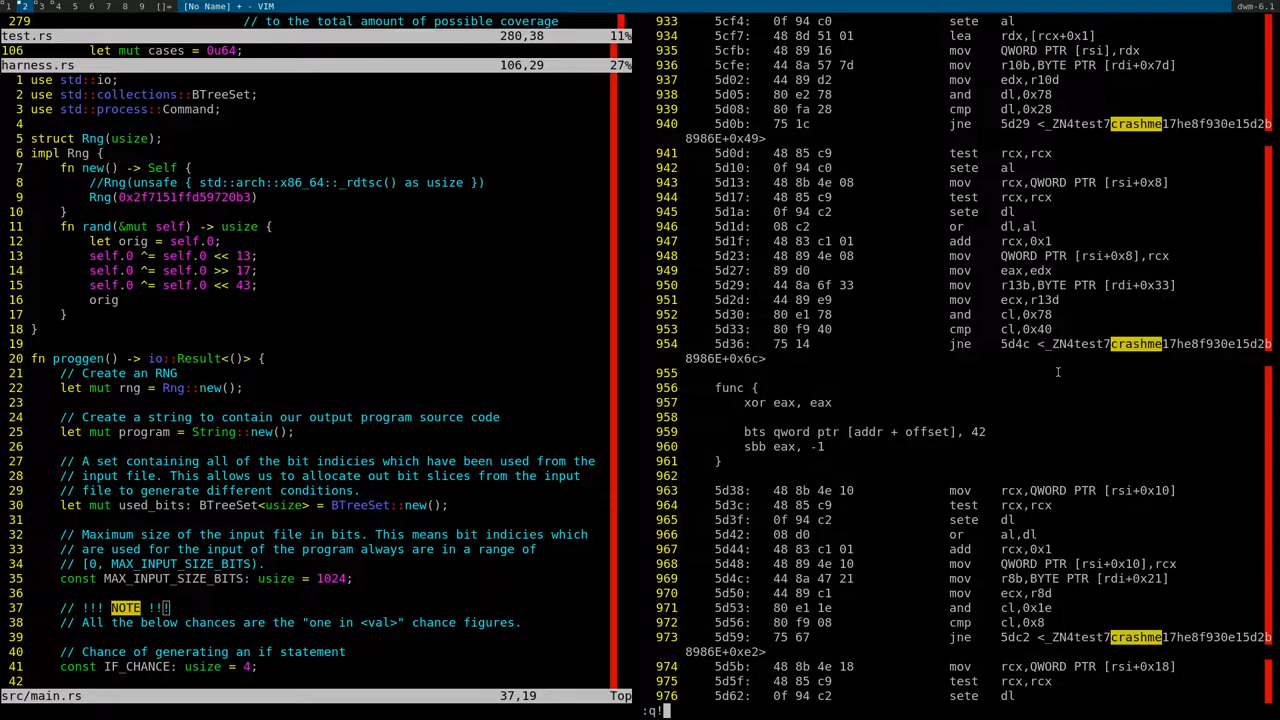 1 2 3 4 5 6 7 8 9 []= [No Name] + - VIM dwm-6.1
279 // to the total amount of possible coverage
test.rs 280,38 11%
106 let mut cases = 0u64;
harness.rs 106,29 27%
1 use std::io;
2 use std::collections::BTreeSet;
3 use std::process::Command;
4
5 struct Rng(usize);
6 impl Rng {
7 fn new() -> Self {
8 //Rng(unsafe { std::arch::x86_64::_rdtsc() as usize })
9 Rng(0x2f7151ffd59720b3)
10 }
11 fn rand(&mut self) -> usize {
12 let orig = self.0;
13 self.0 ^= self.0 << 13;
14 self.0 ^= self.0 >> 17;
15 self.0 ^= self.0 << 43;
16 orig
17 }
18 }
19
20 fn proggen() -> io::Result<()> {
21 // Create an RNG
22 let mut rng = Rng::new();
23
24 // Create a string to contain our output program source code
25 let mut program = String::new();
26
27 // A set containing all of the bit indicies which have been used from the
28 // input file. This allows us to allocate out bit slices from the input
29 // file to generate different conditions.
30 let mut used_bits: BTreeSet<usize> = BTreeSet::new();
31
32 // Maximum size of the input file in bits. This means bit indicies which
33 // are used for the input of the program always are in a range of
34 // [0, MAX_INPUT_SIZE_BITS).
35 const MAX_INPUT_SIZE_BITS: usize = 1024;
36
37 // !!! NOTE !!!
38 // All the below chances are the "one in <val>" chance figures.
39
40 // Chance of generating an if statement
41 const IF_CHANCE: usize = 4;
42
src/main.rs 37,19 Top
933 5cf4: 0f 94 c0 sete al
934 5cf7: 48 8d 51 01 lea rdx,[rcx+0x1]
935 5cfb: 48 89 16 mov QWORD PTR [rsi],rdx
936 5cfe: 44 8a 57 7d mov r10b,BYTE PTR [rdi+0x7d]
937 5d02: 44 89 d2 mov edx,r10d
938 5d05: 80 e2 78 and dl,0x78
939 5d08: 80 fa 28 cmp dl,0x28
940 5d0b: 75 1c jne 5d29 <_ZN4test7crashme17he8f930e15d2b
8986E+0x49>
941 5d0d: 48 85 c9 test rcx,rcx
942 5d10: 0f 94 c0 sete al
943 5d13: 48 8b 4e 08 mov rcx,QWORD PTR [rsi+0x8]
944 5d17: 48 85 c9 test rcx,rcx
945 5d1a: 0f 94 c2 sete dl
946 5d1d: 08 c2 or dl,al
947 5d1f: 48 83 c1 01 add rcx,0x1
948 5d23: 48 89 4e 08 mov QWORD PTR [rsi+0x8],rcx
949 5d27: 89 d0 mov eax,edx
950 5d29: 44 8a 6f 33 mov r13b,BYTE PTR [rdi+0x33]
951 5d2d: 44 89 e9 mov ecx,r13d
952 5d30: 80 e1 78 and cl,0x78
953 5d33: 80 f9 40 cmp cl,0x40
954 5d36: 75 14 jne 5d4c <_ZN4test7crashme17he8f930e15d2b
8986E+0x6c>
955
956 func {
957 xor eax, eax
958
959 bts qword ptr [addr + offset], 42
960 sbb eax, -1
961 }
962
963 5d38: 48 8b 4e 10 mov rcx,QWORD PTR [rsi+0x10]
964 5d3c: 48 85 c9 test rcx,rcx
965 5d3f: 0f 94 c2 sete dl
966 5d42: 08 d0 or al,dl
967 5d44: 48 83 c1 01 add rcx,0x1
968 5d48: 48 89 4e 10 mov QWORD PTR [rsi+0x10],rcx
969 5d4c: 44 8a 47 21 mov r8b,BYTE PTR [rdi+0x21]
970 5d50: 44 89 c1 mov ecx,r8d
971 5d53: 80 e1 1e and cl,0x1e
972 5d56: 80 f9 08 cmp cl,0x8
973 5d59: 75 67 jne 5dc2 <_ZN4test7crashme17he8f930e15d2b
8986E+0xe2>
974 5d5b: 48 8b 4e 18 mov rcx,QWORD PTR [rsi+0x18]
975 5d5f: 48 85 c9 test rcx,rcx
976 5d62: 0f 94 c2 sete dl
:q!